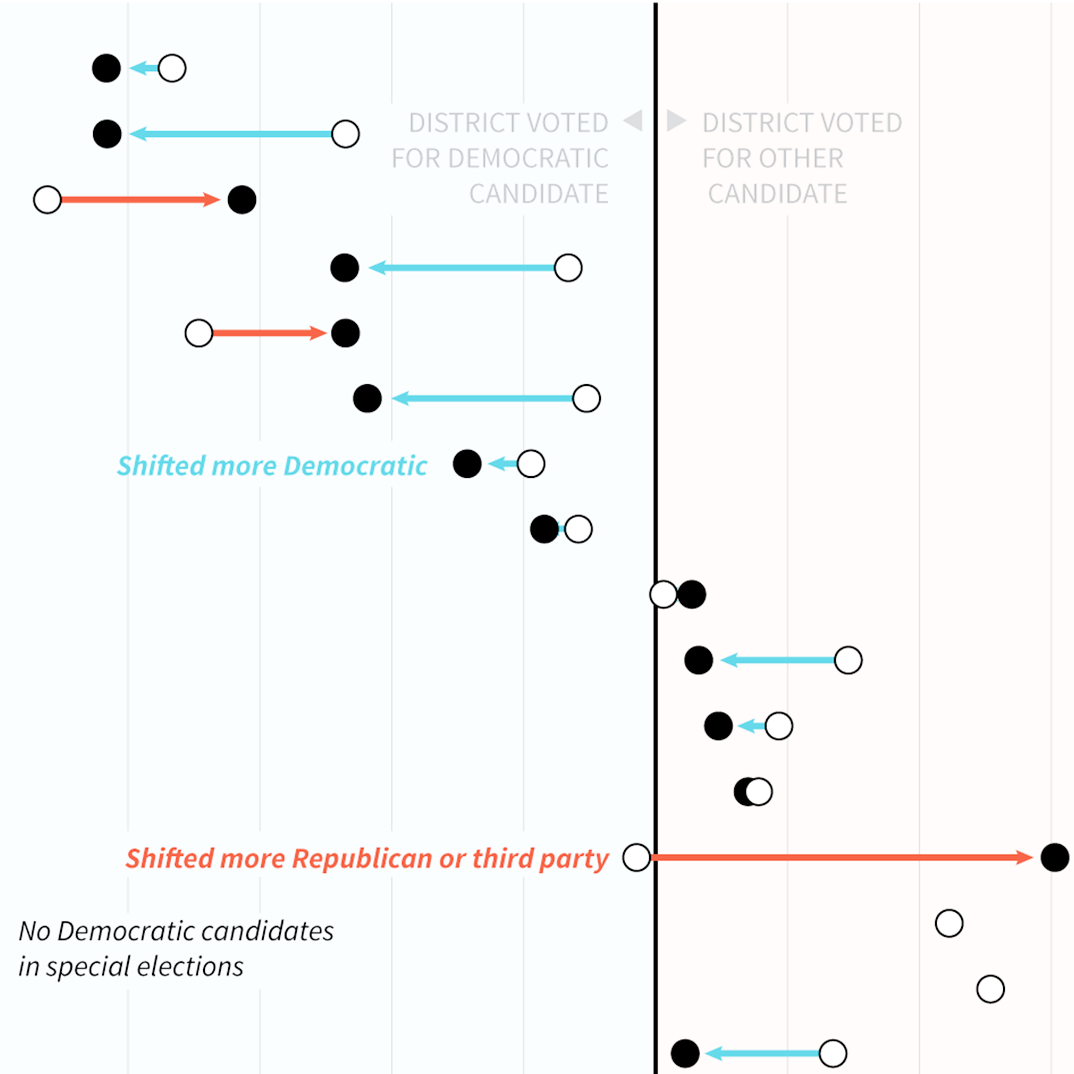 DISTRICT VOTED
FOR DEMOCRATIC
CANDIDATE
DISTRICT VOTED
FOR OTHER
CANDIDATE
Shifted more Democratic
Shifted more Republican or third party
No Democratic candidates
in special elections